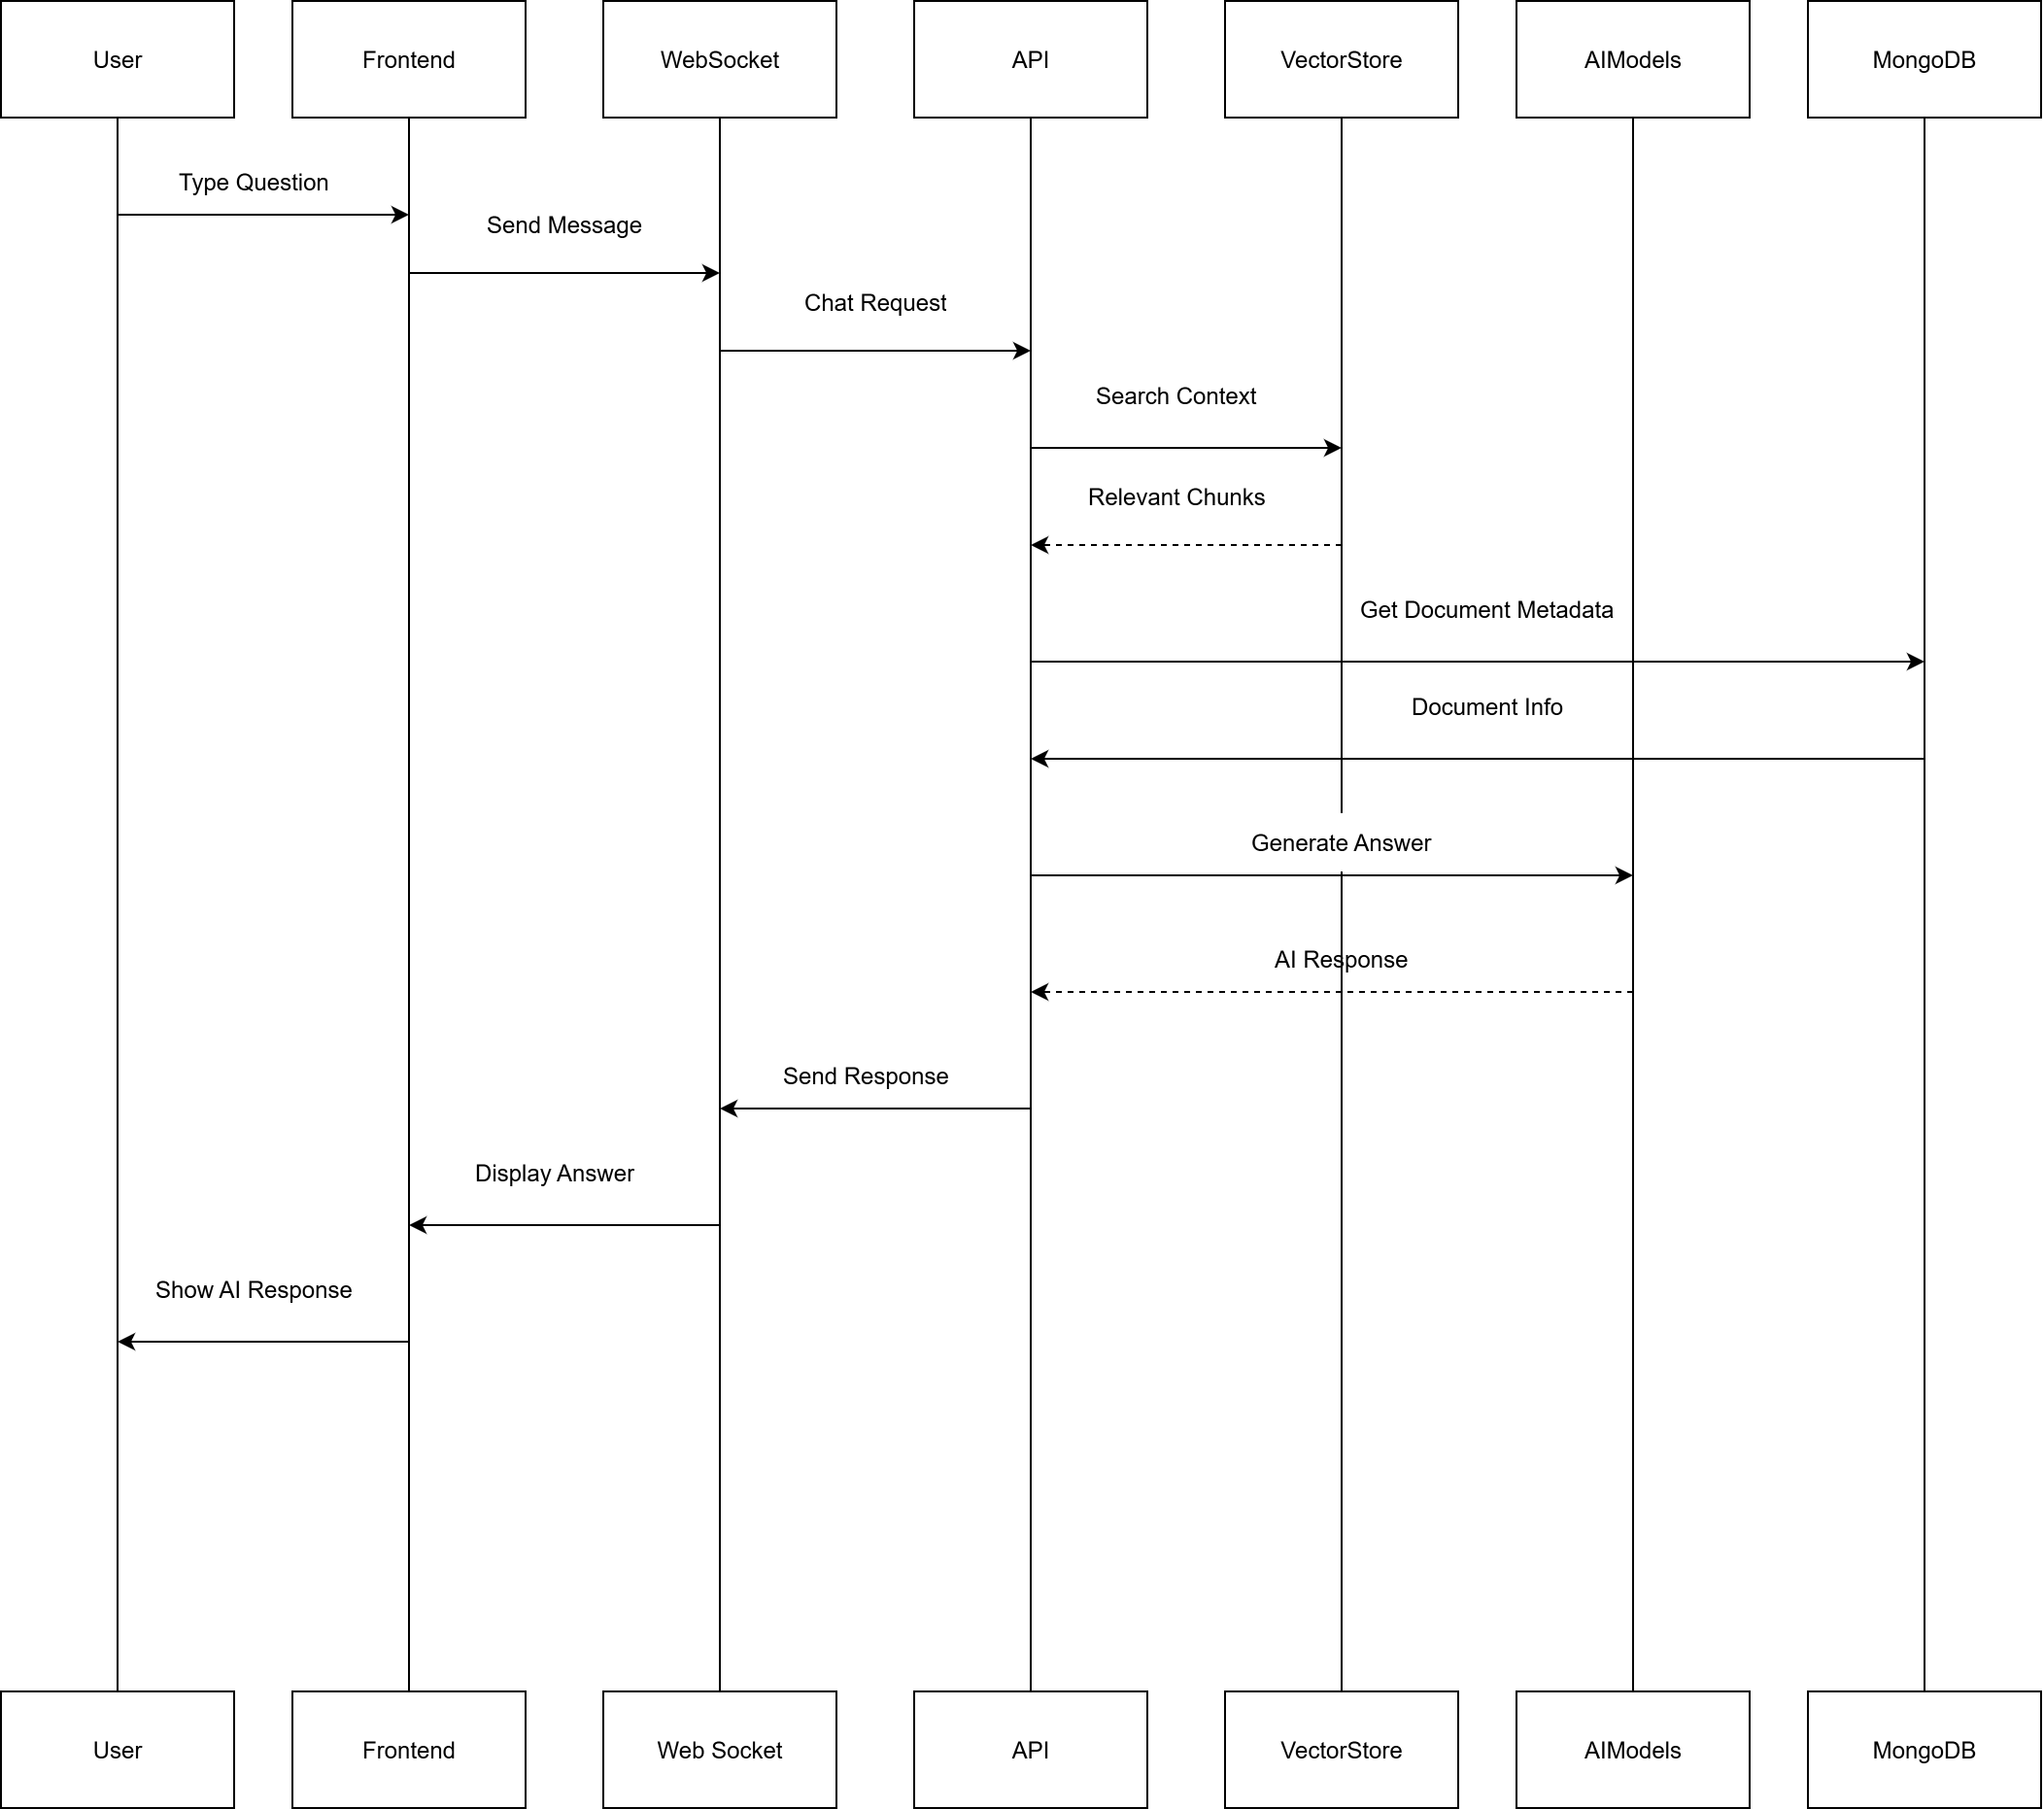 User
Frontend
WebSocket
API
VectorStore
AIModels
MongoDB
Type Question
Send Message
Chat Request
Search Context
Relevant Chunks
Get Document Metadata
Document Info
Generate Answer
AI Response
Send Response
Display Answer
Show AI Response
User
Frontend
Web Socket
API
VectorStore
AIModels
MongoDB